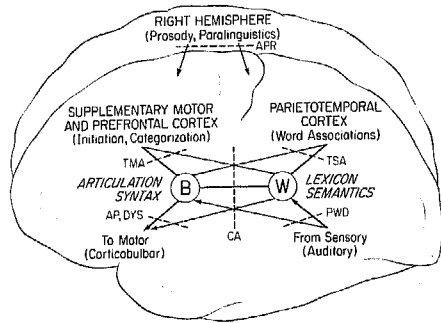 RIGHT HEMISPHERE
(Prosody, Paralinguistics)
APR
SUPPLEMENTARY MOTOR
AND PREFRONTAL CORTEX
(Initiation, Categorization)
PARIETOTEMPORAL
CORTEX
(Word Associations)
TMA
TSA
ARTICULATION
SYNTAX
B
W
LEXICON
SEMANTICS
AP, DYS
PWD
CA
To Motor
(Corticobulbar)
From Sensory
(Auditory)